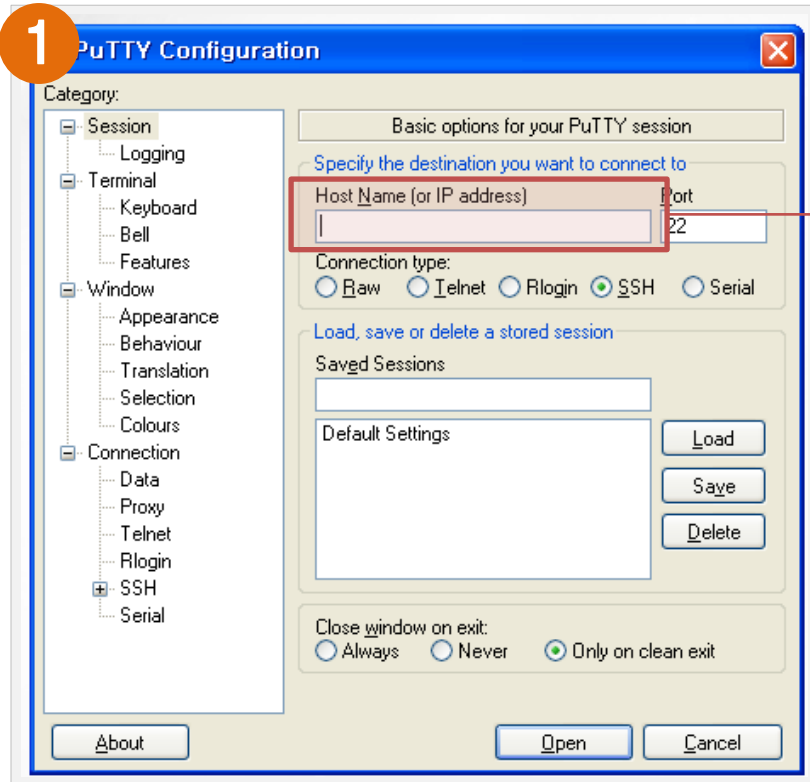 1
PuTTY Configuration
Category:
Session
Logging
Terminal
Keyboard
Bell
Features
Window
Appearance
Behaviour
Translation
Selection
Colours
Connection
Data
Proxy
Telnet
Rlogin
SSH
Serial
Basic options for your PuTTY session
Specify the destination you want to connect to
Host Name (or IP address) Port
22
Connection type:
Raw Telnet Rlogin SSH Serial
Load, save or delete a stored session
Saved Sessions
Default Settings
Load
Save
Delete
Close window on exit:
Always Never Only on clean exit
About Open Cancel